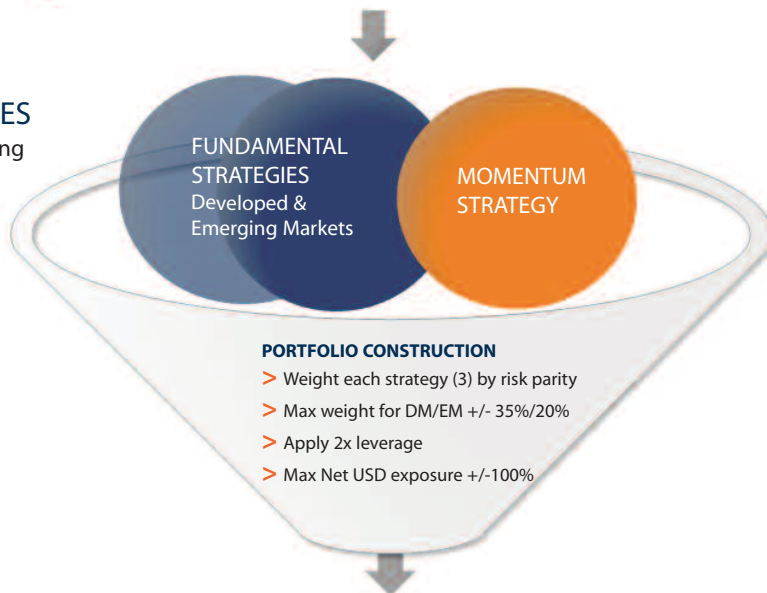 ES
ng
FUNDAMENTAL
STRATEGIES
Developed &
Emerging Markets
MOMENTUM
STRATEGY
PORTFOLIO CONSTRUCTION
> Weight each strategy (3) by risk parity
> Max weight for DM/EM +/- 35%/20%
> Apply 2x leverage
> Max Net USD exposure +/-100%